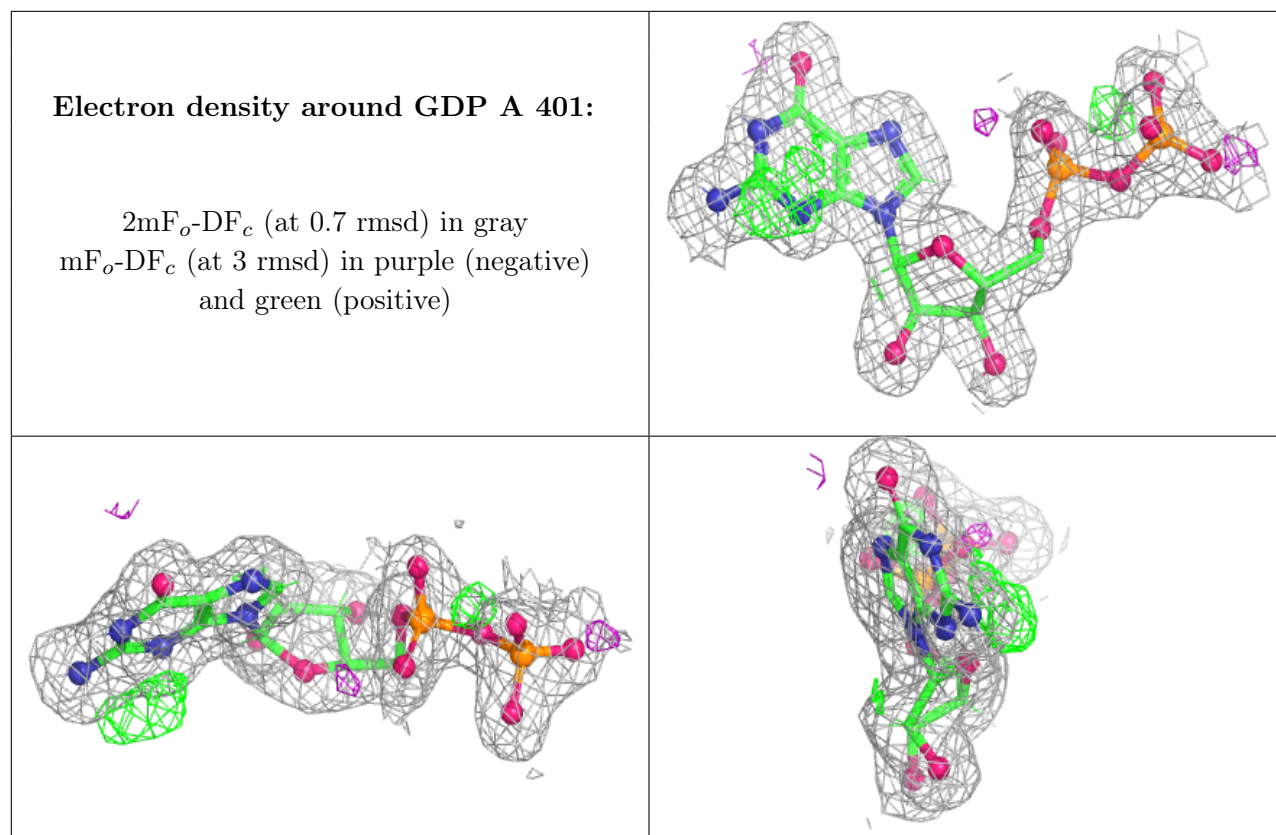 Electron density around GDP A 401:
2mFo-DFc (at 0.7 rmsd) in gray
mFo-DFc (at 3 rmsd) in purple (negative)
and green (positive)